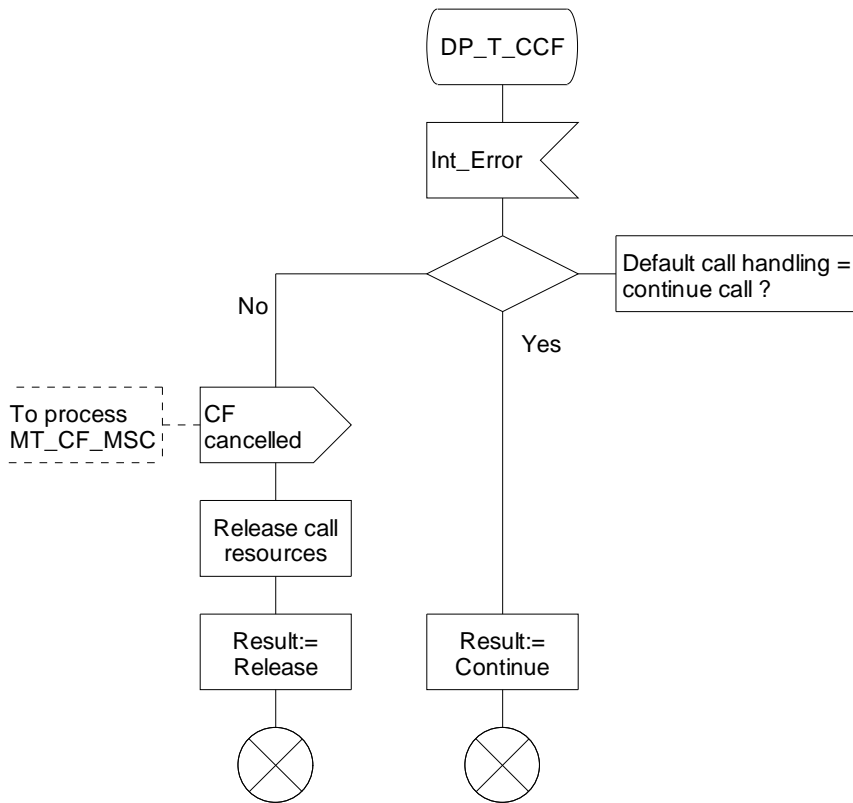 DP_T_CCF
Int_Error
Default call handling =
continue call ?
No
Yes
To process
MT_CF_MSC
CF
cancelled
Release call
resources
Result:=
Release
Result:=
Continue